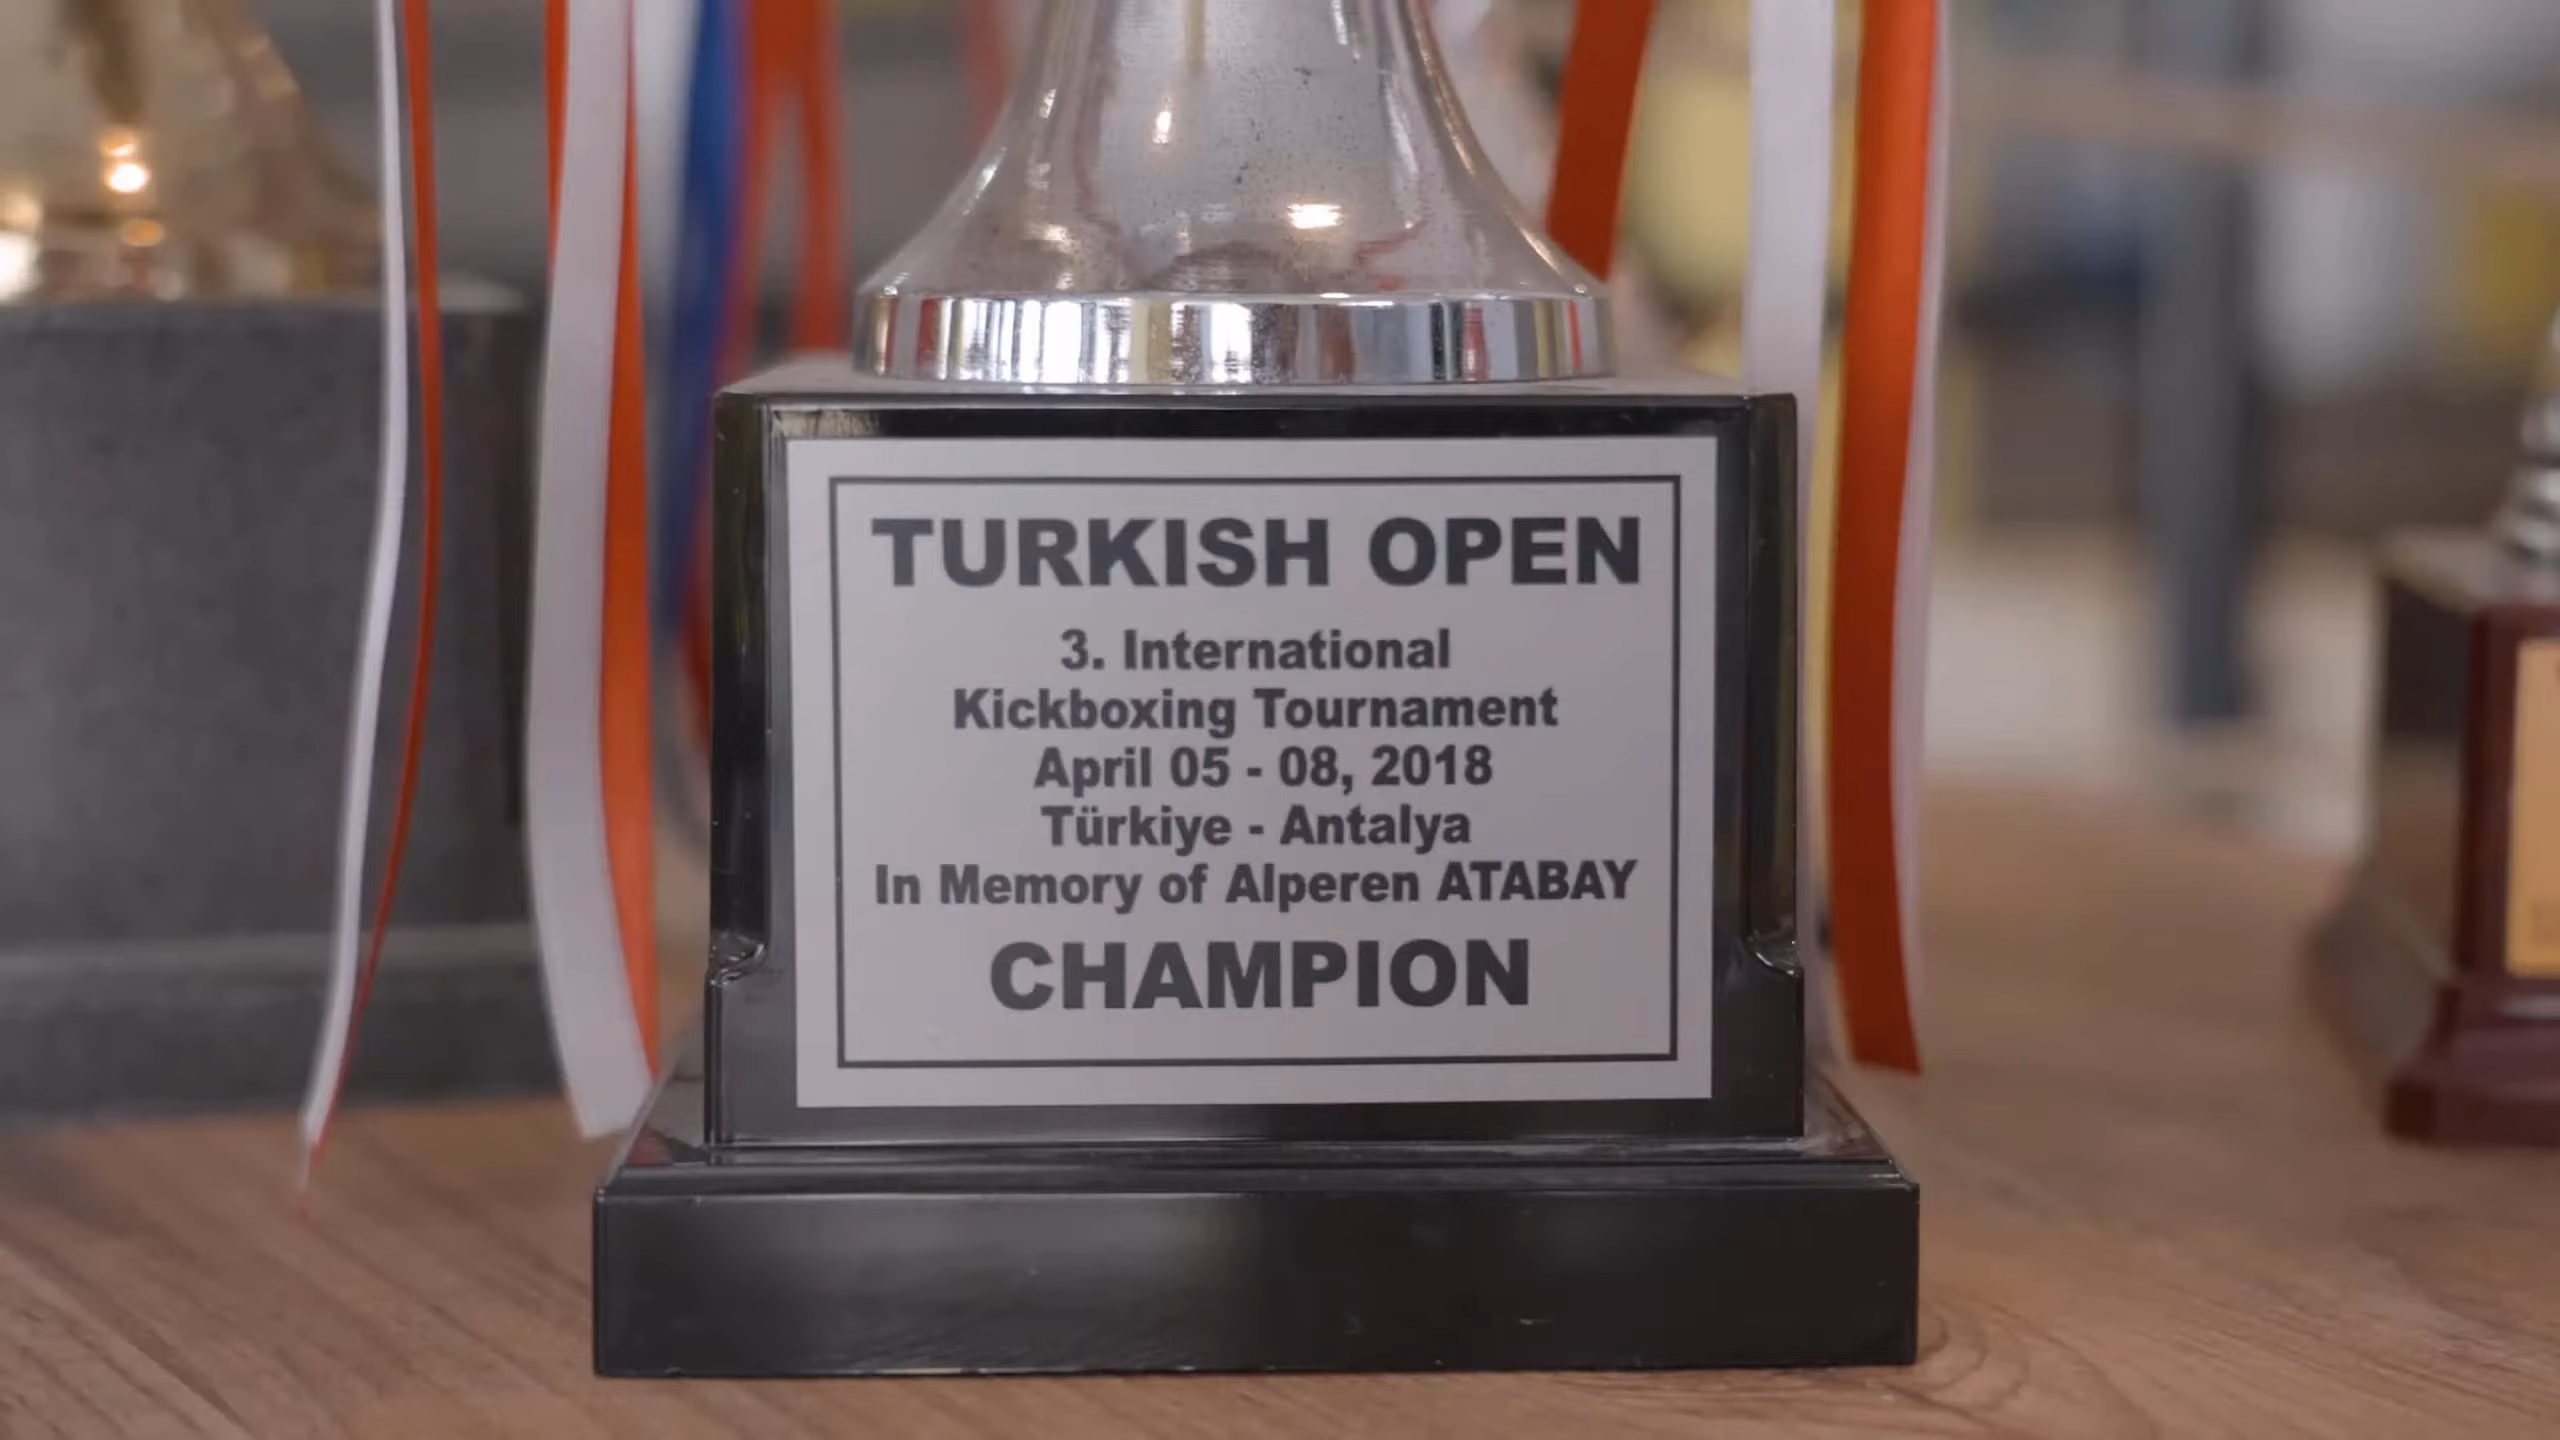 TURKISH OPEN
3. International
Kickboxing Tournament
April 05 - 08, 2018
Türkiye - Antalya
In Memory of Alperen ATABAY
CHAMPION